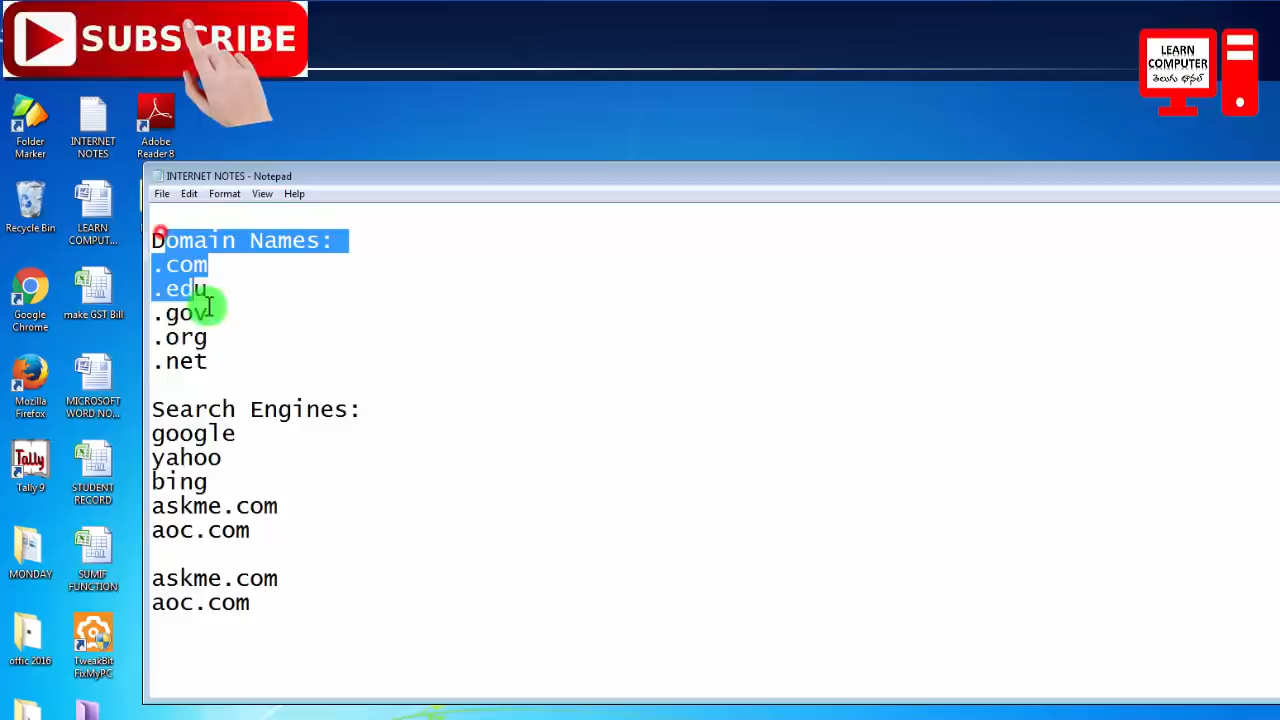 SUBSCRIBE
LEARN
COMPUTER
తెలుగు ఛానల్
Folder
Marker
INTERNET
NOTES
Adobe
Reader 8
Recycle Bin
LEARN
COMPUT...
Google
Chrome
make GST Bill
Mozilla
Firefox
MICROSOFT
WORD NO...
Tally
Tally 9
STUDENT
RECORD
MONDAY
SUMIF
FUNCTION
offic 2016
TweakBit
FixMyPC
INTERNET NOTES - Notepad
File Edit Format View Help
Domain Names:
.com
.edu
.gov
.org
.net
Search Engines:
google
yahoo
bing
askme.com
aoc.com
askme.com
aoc.com